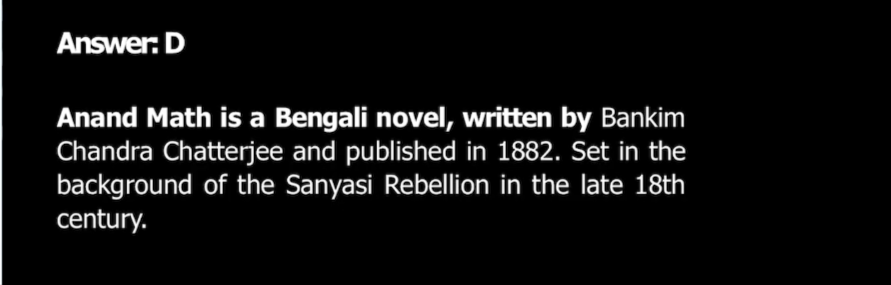 Answer: D
Anand Math is a Bengali novel, written by Bankim
Chandra Chatterjee and published in 1882. Set in the
background of the Sanyasi Rebellion in the late 18th
century.